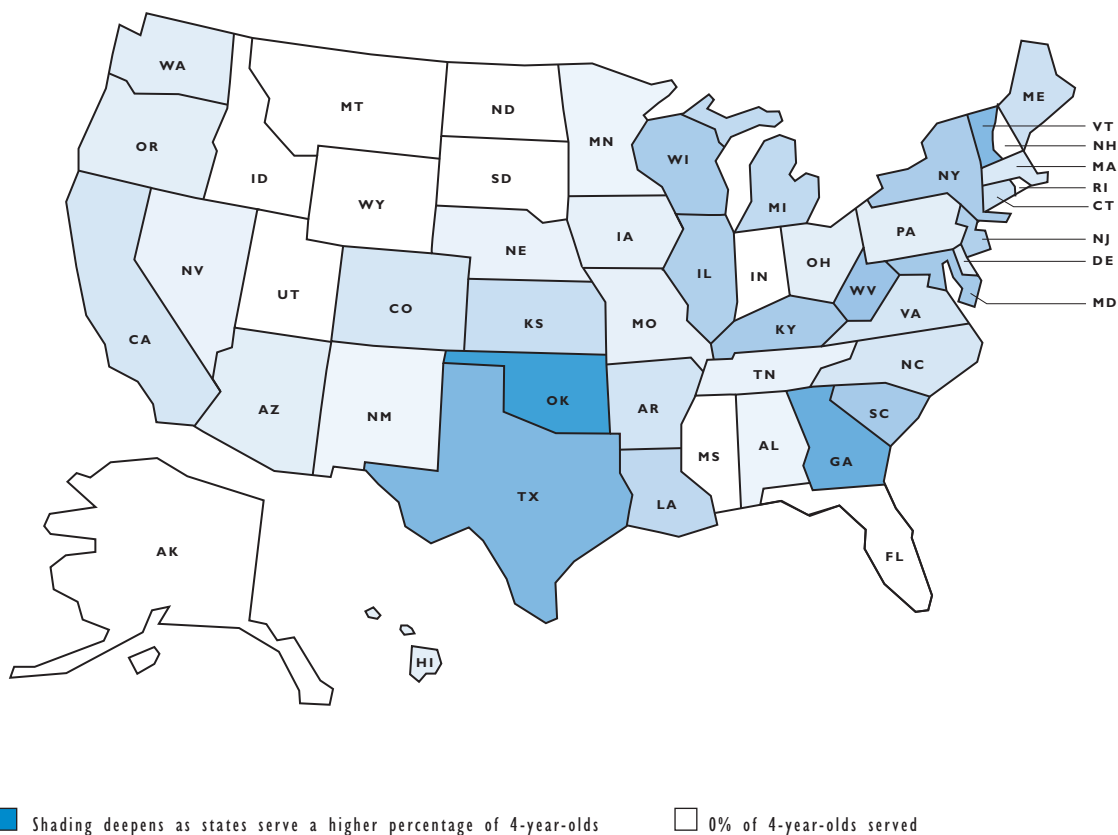 WA
MT
ND
MN
ME
VT
NH
MA
RI
CT
NJ
DE
MD
OR
ID
WY
SD
WI
MI
NY
NV
UT
CO
NE
IA
IL
IN
OH
PA
WV
VA
KY
CA
AZ
NM
KS
MO
OK
AR
TN
NC
SC
TX
LA
MS
AL
GA
FL
AK
HI
Shading deepens as states serve a higher percentage of 4-year-olds
0% of 4-year-olds served